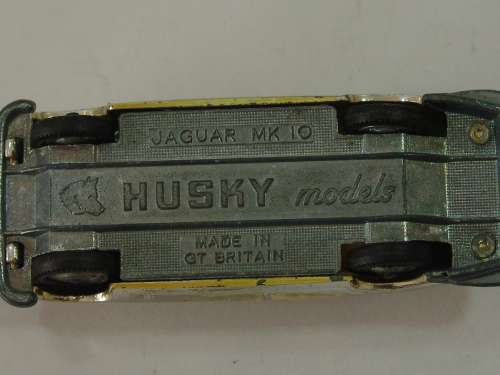 JAGUAR MK 10
HUSKY models
MADE IN
GT BRITAIN